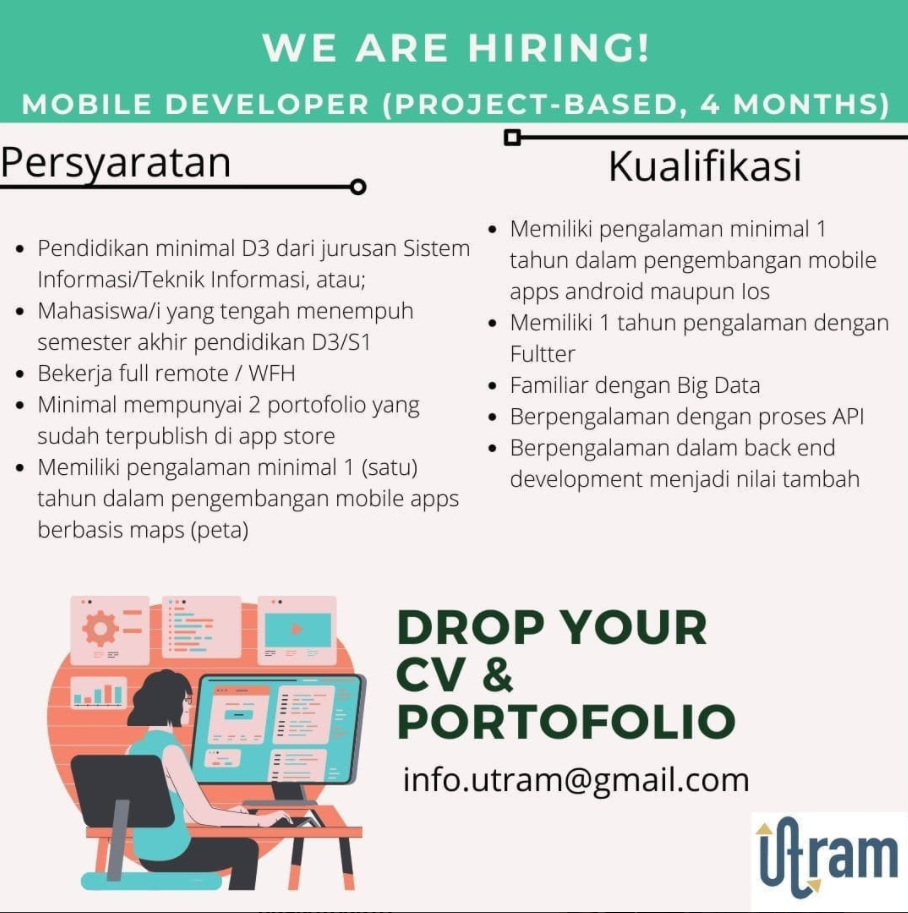 WE ARE HIRING!
MOBILE DEVELOPER (PROJECT-BASED, 4 MONTHS)
Persyaratan
• Pendidikan minimal D3 dari jurusan Sistem
Informasi/Teknik Informasi, atau;
• Mahasiswa/i yang tengah menempuh
semester akhir pendidikan D3/S1
• Bekerja full remote / WFH
• Minimal mempunyai 2 portofolio yang
sudah terpublish di app store
• Memiliki pengalaman minimal 1 (satu)
tahun dalam pengembangan mobile apps
berbasis maps (peta)
Kualifikasi
• Memiliki pengalaman minimal 1
tahun dalam pengembangan mobile
apps android maupun Ios
• Memiliki 1 tahun pengalaman dengan
Fultter
• Familiar dengan Big Data
• Berpengalaman dengan proses API
• Berpengalaman dalam back end
development menjadi nilai tambah
DROP YOUR
CV &
PORTOFOLIO
info.utram@gmail.com
Utram